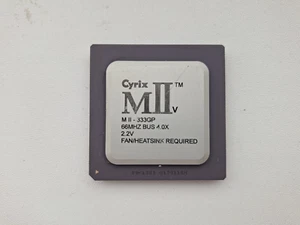 Cyrix
MII™
v
M II - 333GP
66MHZ BUS 4.0X
2.2V
FAN/HEATSINK REQUIRED